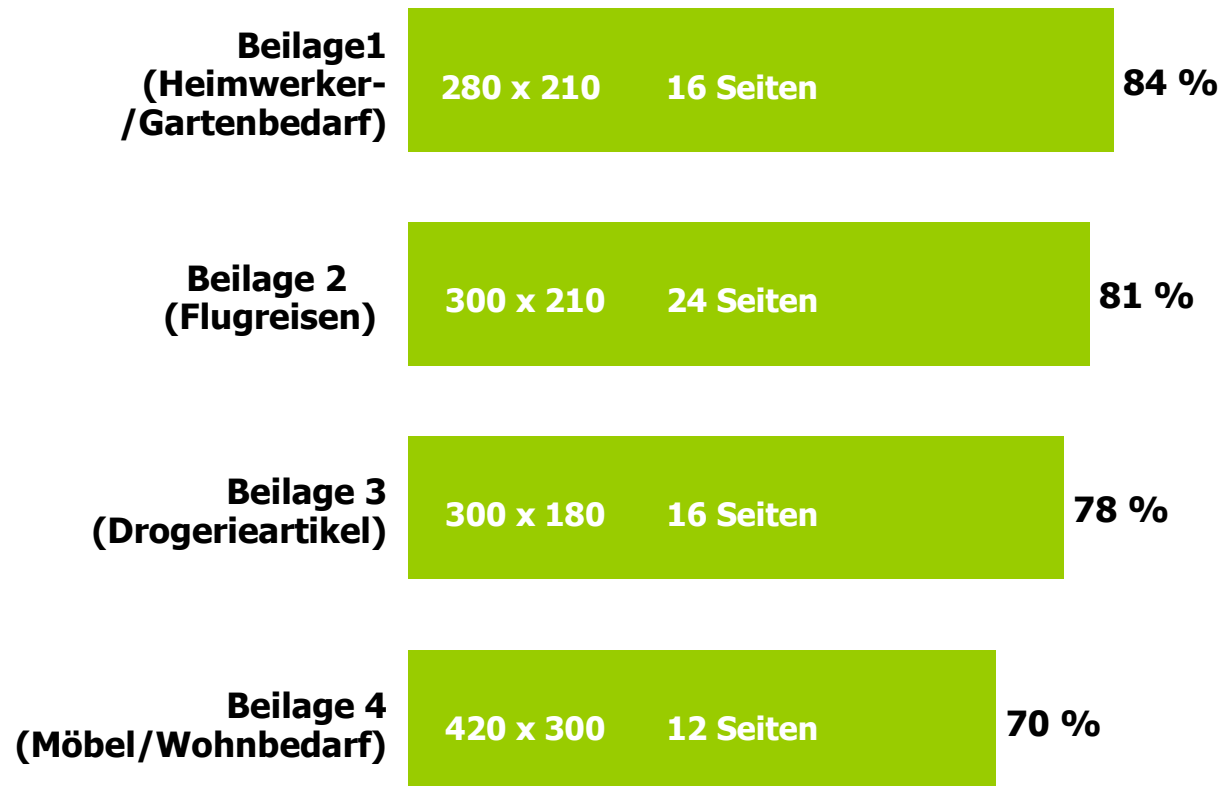 Beilage1
(Heimwerker-
/Gartenbedarf)
280 x 210 16 Seiten
84 %
Beilage 2
(Flugreisen)
300 x 210 24 Seiten
81 %
Beilage 3
(Drogerieartikel)
300 x 180 16 Seiten
78 %
Beilage 4
(Möbel/Wohnbedarf)
420 x 300 12 Seiten
70 %